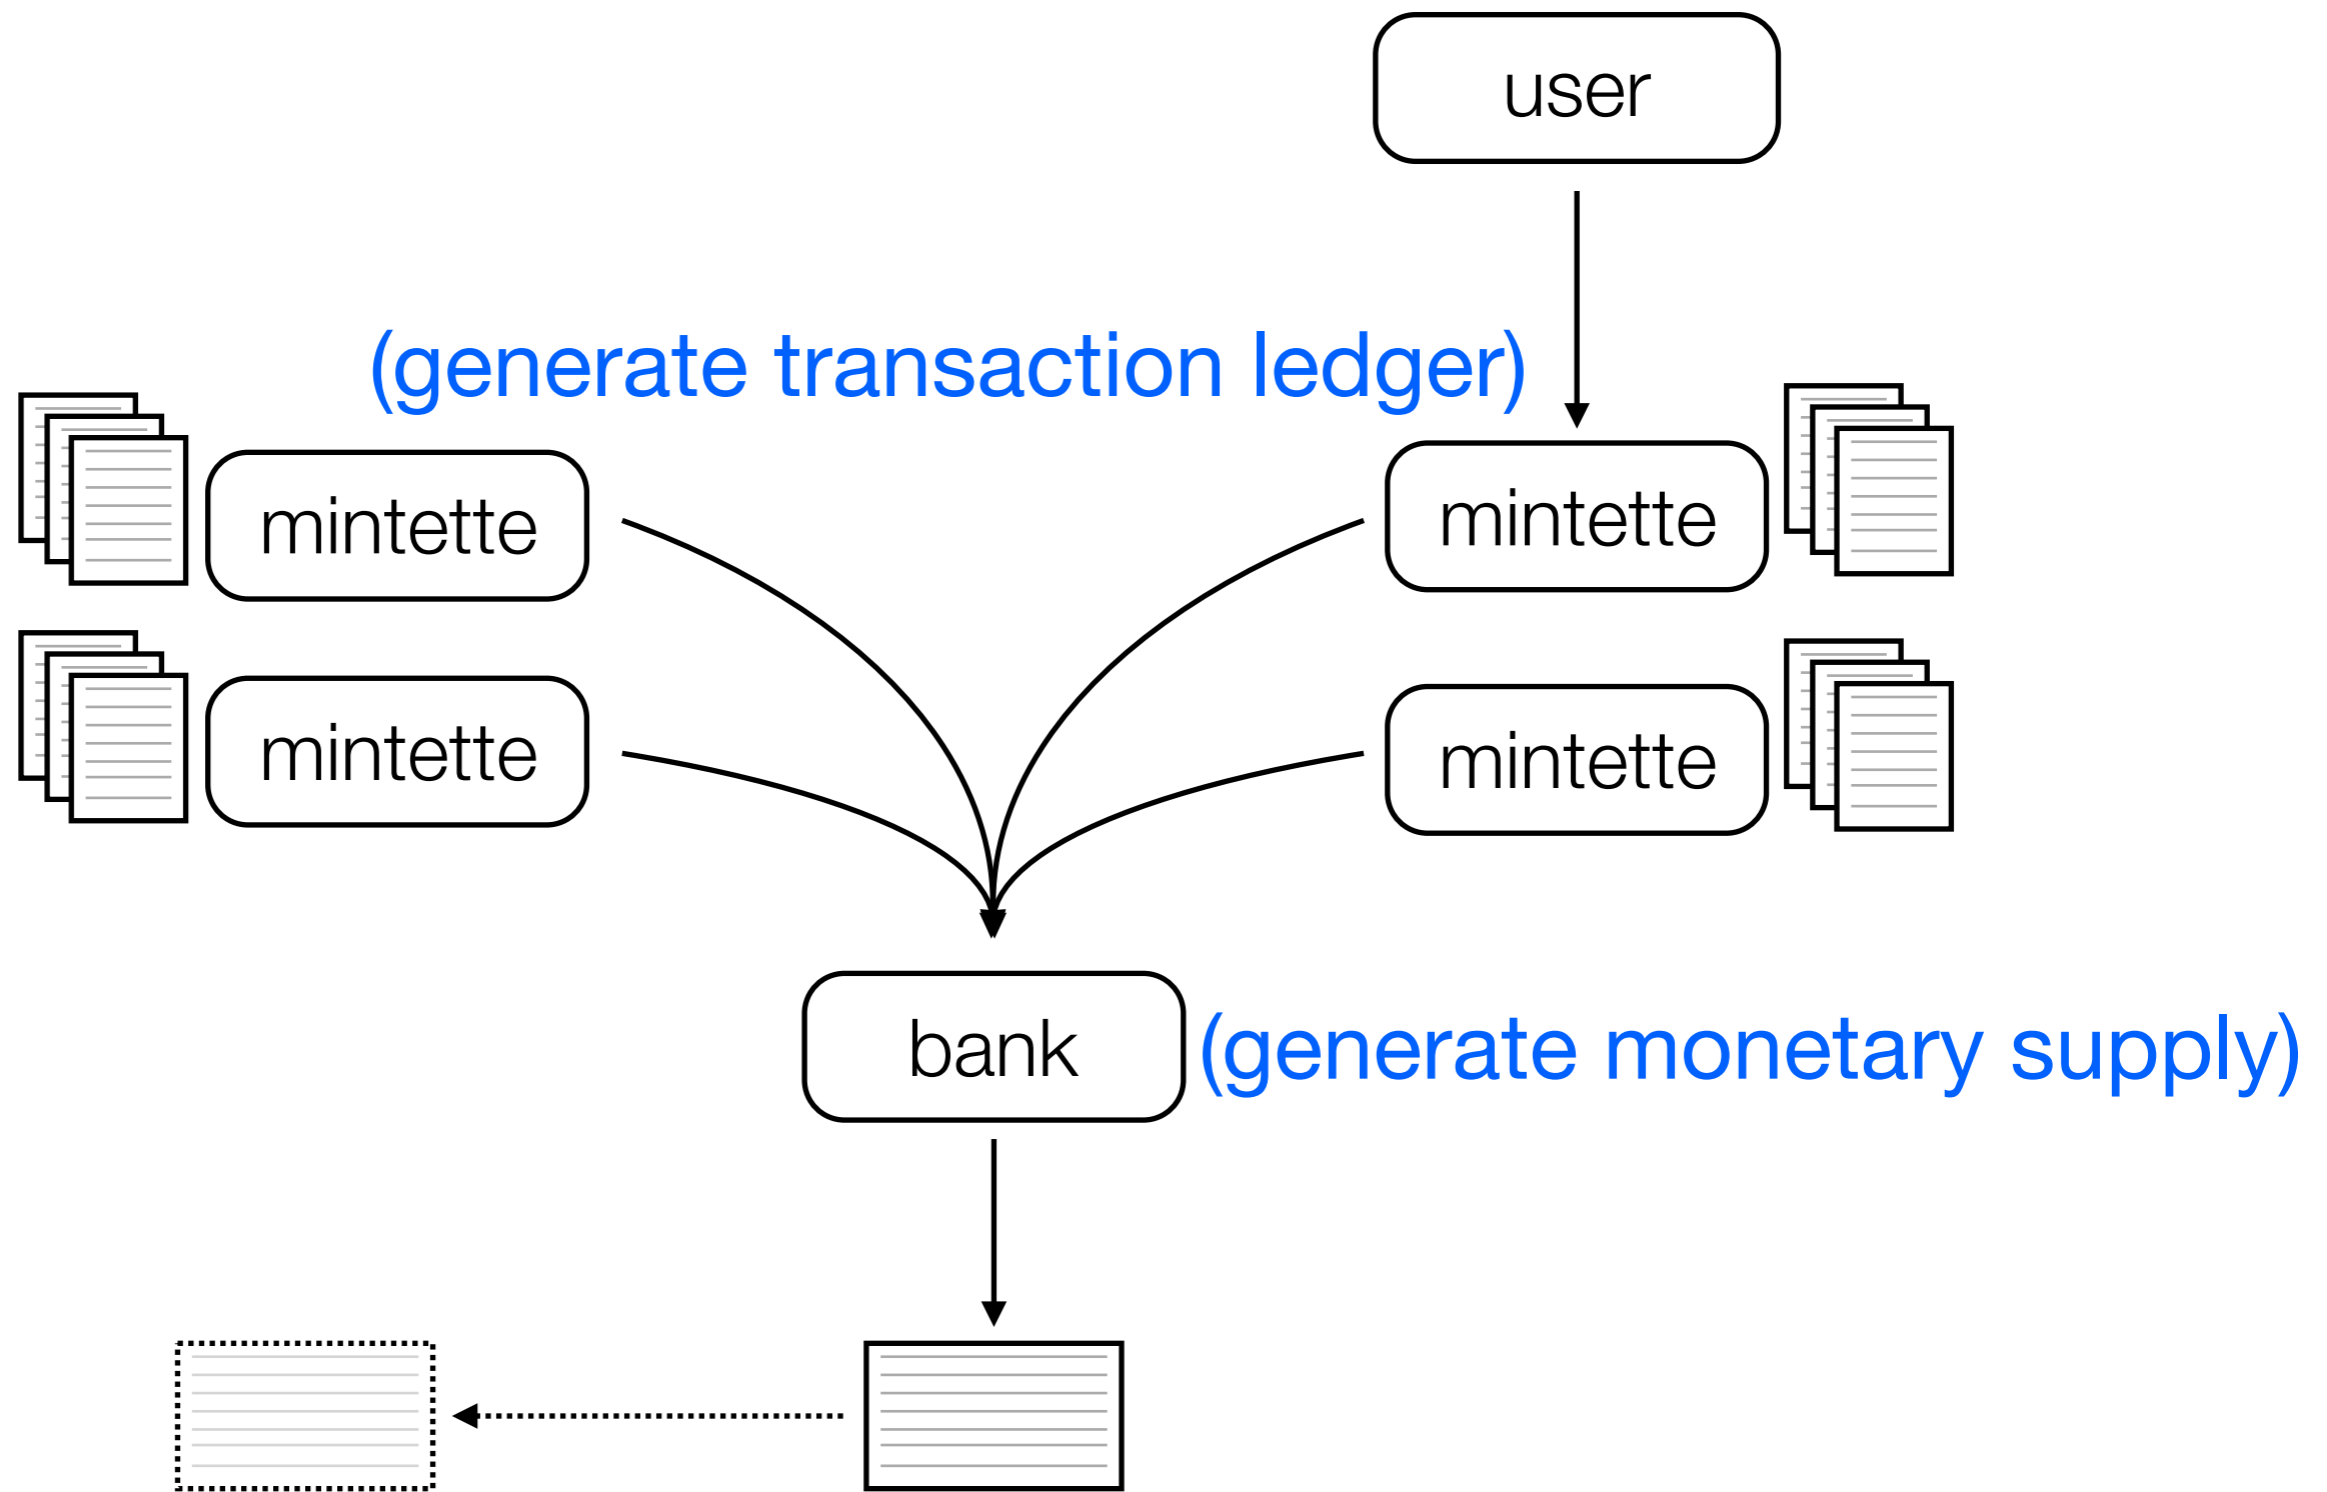 user
(generate transaction ledger)
mintette
mintette
mintette
mintette
bank
(generate monetary supply)